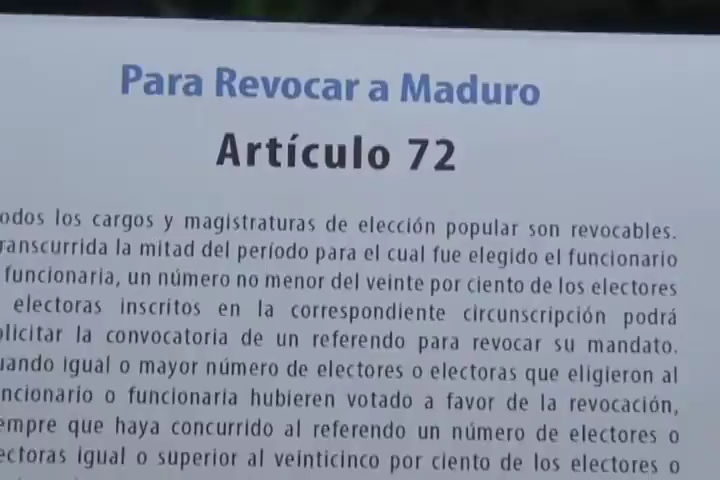 Para Revocar a Maduro
Artículo 72
odos los cargos y magistraturas de elección popular son revocables.
ranscurrida la mitad del período para el cual fue elegido el funcionario
funcionaria, un número no menor del veinte por ciento de los electores
electoras inscritos en la correspondiente circunscripción podrá
olicitar la convocatoria de un referendo para revocar su mandato.
uando igual o mayor número de electores o electoras que eligieron al
ncionario o funcionaria hubieren votado a favor de la revocación,
empre que haya concurrido al referendo un número de electores o
ectoras igual o superior al veinticinco por ciento de los electores o